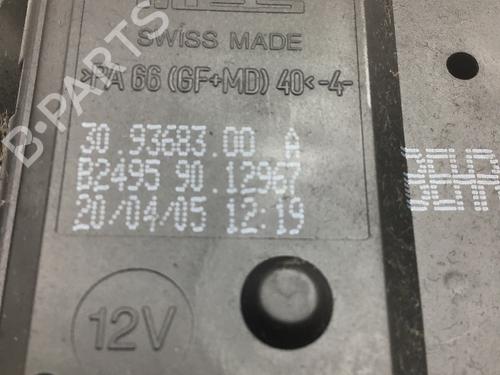 SWISS MADE
>PA 66 (GF+MD) 40<-4-
30.93683.00 A
B2495 90.12967
20/04/05 12:19
12V